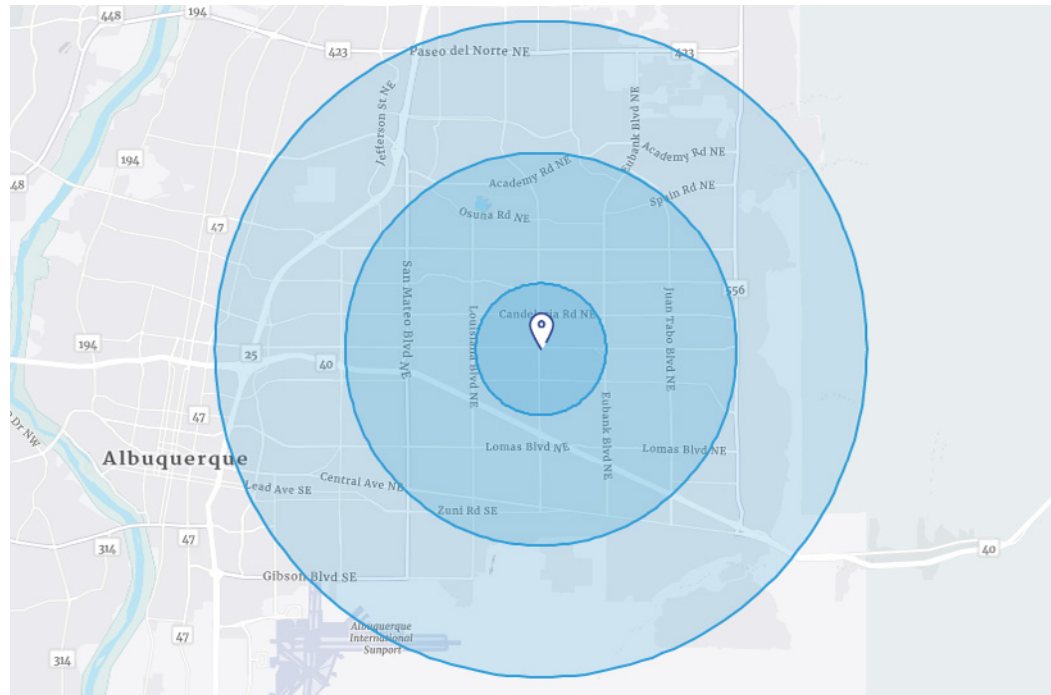 448
194
423
Paseo del Norte NE
423
Jefferson St NE
Eubank Blvd NE
194
Academy Rd NE
Academy Rd NE
48
Spain Rd NE
Osuna Rd NE
47
San Mateo Blvd NE
556
Louisiana Blvd NE
Candelaria Rd NE
Juan Tabo Blvd NE
194
25
40
Eubank Blvd NE
47
Dr NW
Lomas Blvd NE
Lomas Blvd NE
Albuquerque
Central Ave NE
Lead Ave SE
Zuni Rd SE
47
314
40
Gibson Blvd SE
Albuquerque
International
Sunport
47
314